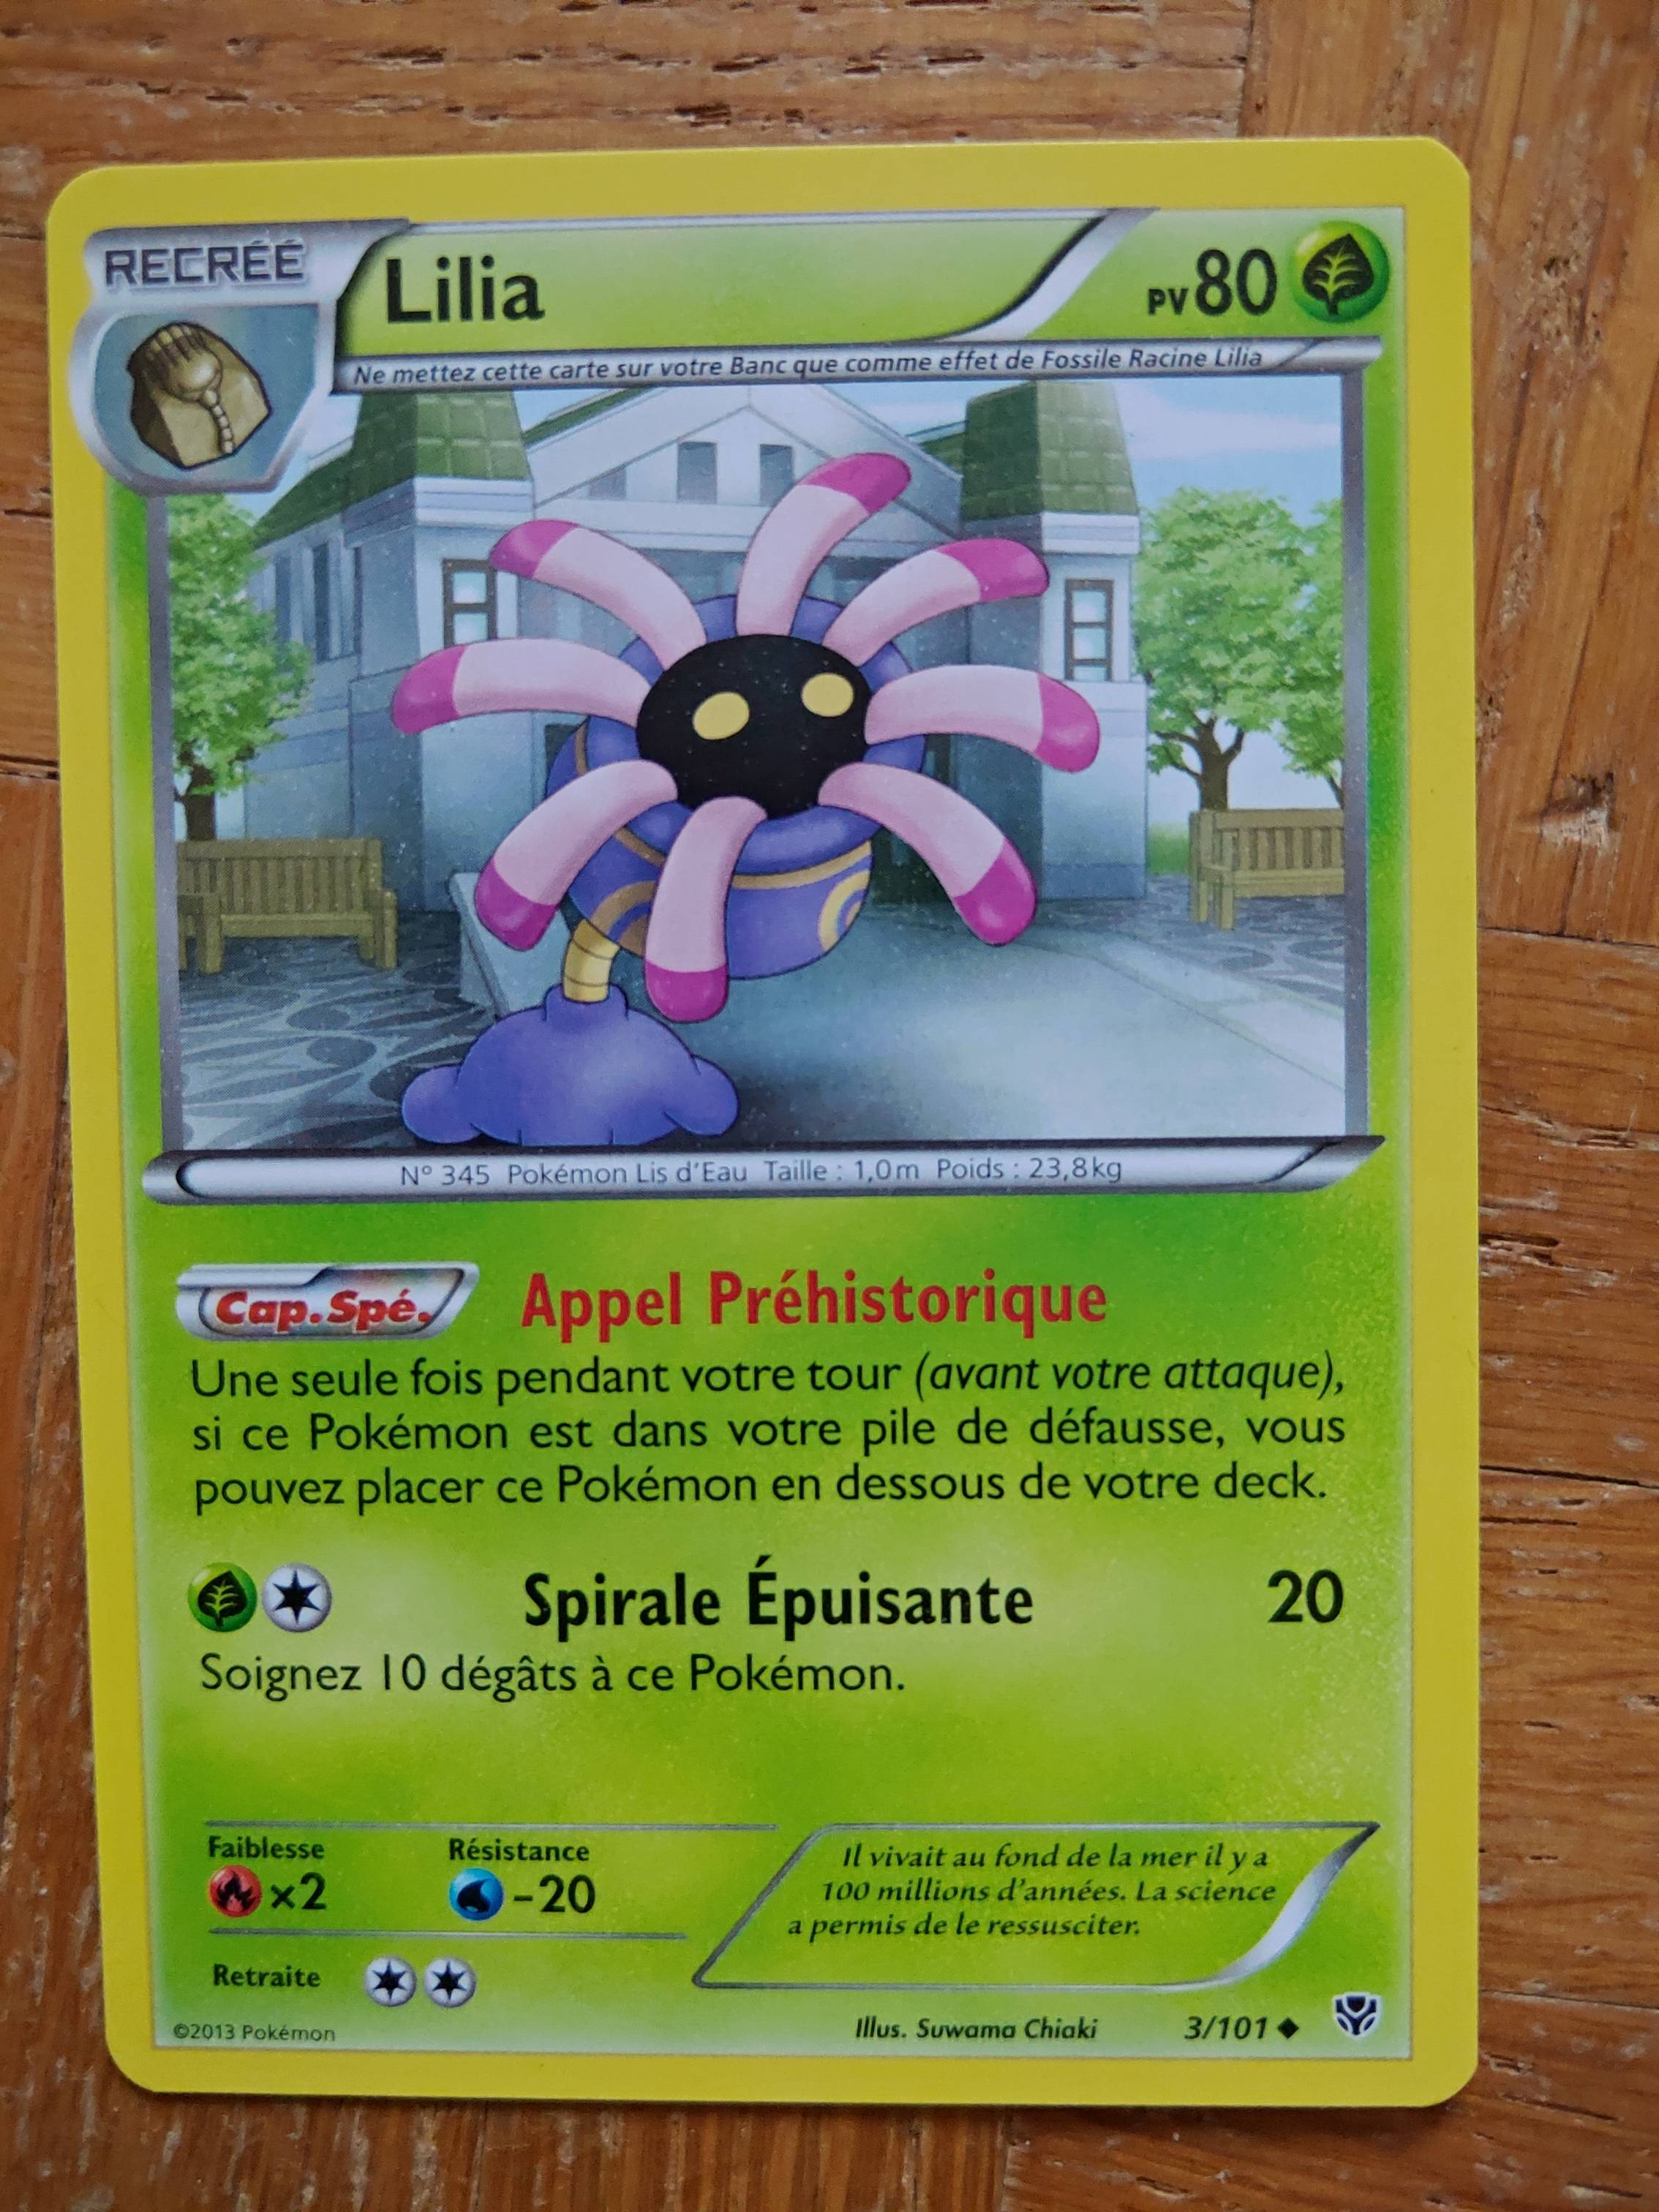 RECRÉÉ
Lilia
PV 80
Ne mettez cette carte sur votre Banc que comme effet de Fossile Racine Lilia
N° 345 Pokémon Lis d'Eau Taille : 1,0m Poids : 23,8kg
Cap.Spé. Appel Préhistorique
Une seule fois pendant votre tour (avant votre attaque),
si ce Pokémon est dans votre pile de défausse, vous
pouvez placer ce Pokémon en dessous de votre deck.
Spirale Épuisante 20
Soignez 10 dégâts à ce Pokémon.
Faiblesse Résistance
x2 -20
Retraite
Il vivait au fond de la mer il y a
100 millions d'années. La science
a permis de le ressusciter.
©2013 Pokémon Illus. Suwama Chiaki 3/101